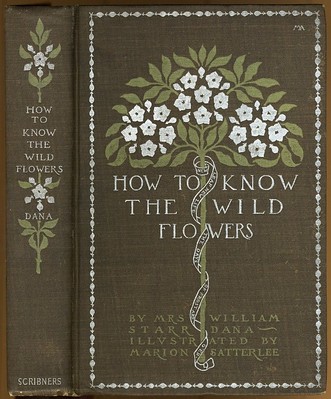 HOW
TO
KNOW
THE WILD
FLOWERS
DANA
SCRIBNERS
MA
HOW TO KNOW
THE WILD
FLOWERS
BY MRS WILLIAM
STARR DANA
ILLUSTRATED BY
MARION SATTERLEE